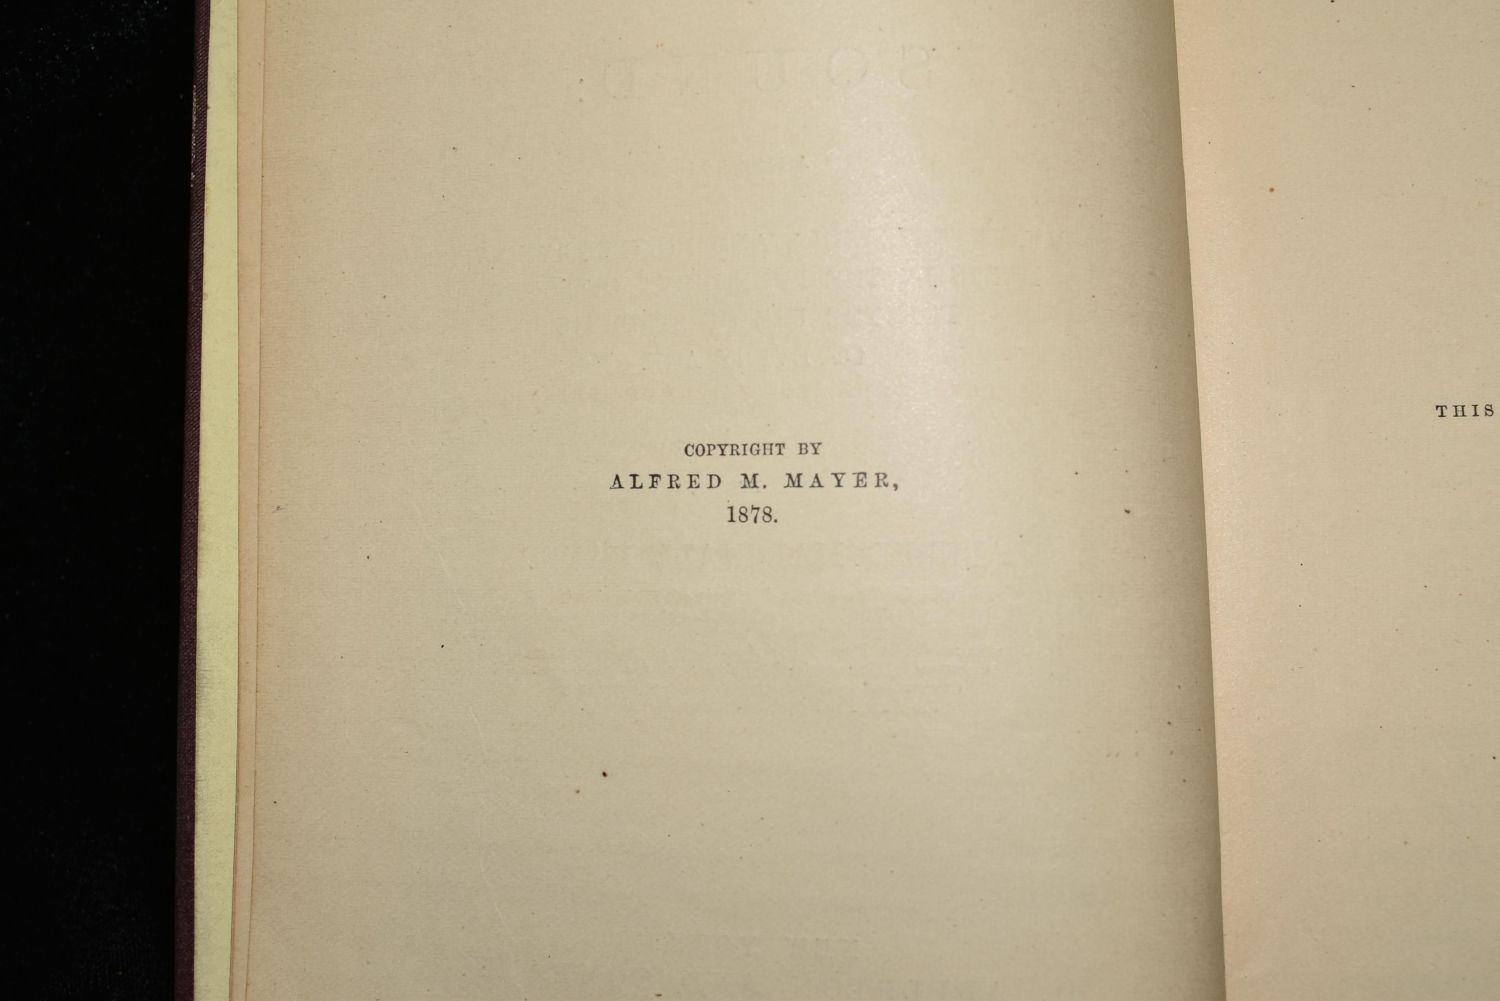 COPYRIGHT BY
ALFRED M. MAYER,
1878.
THIS